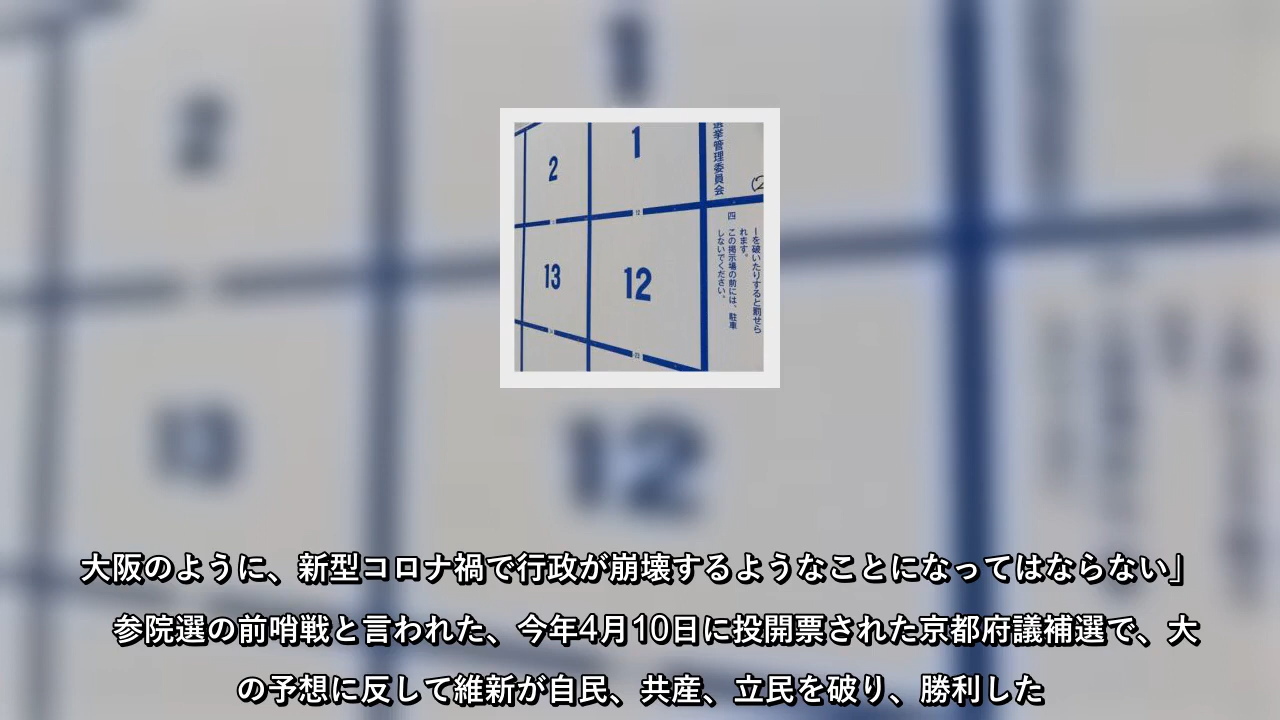 1
2
選挙管理委員会
(2
12
13
四
ーを破いたりすると罰せら
れます。
この掲示場の前には、駐車
しないでください。
大阪のように、新型コロナ禍で行政が崩壊するようなことになってはならない」
参院選の前哨戦と言われた、今年4月10日に投開票された京都府議補選で、大
の予想に反して維新が自民、共産、立民を破り、勝利した